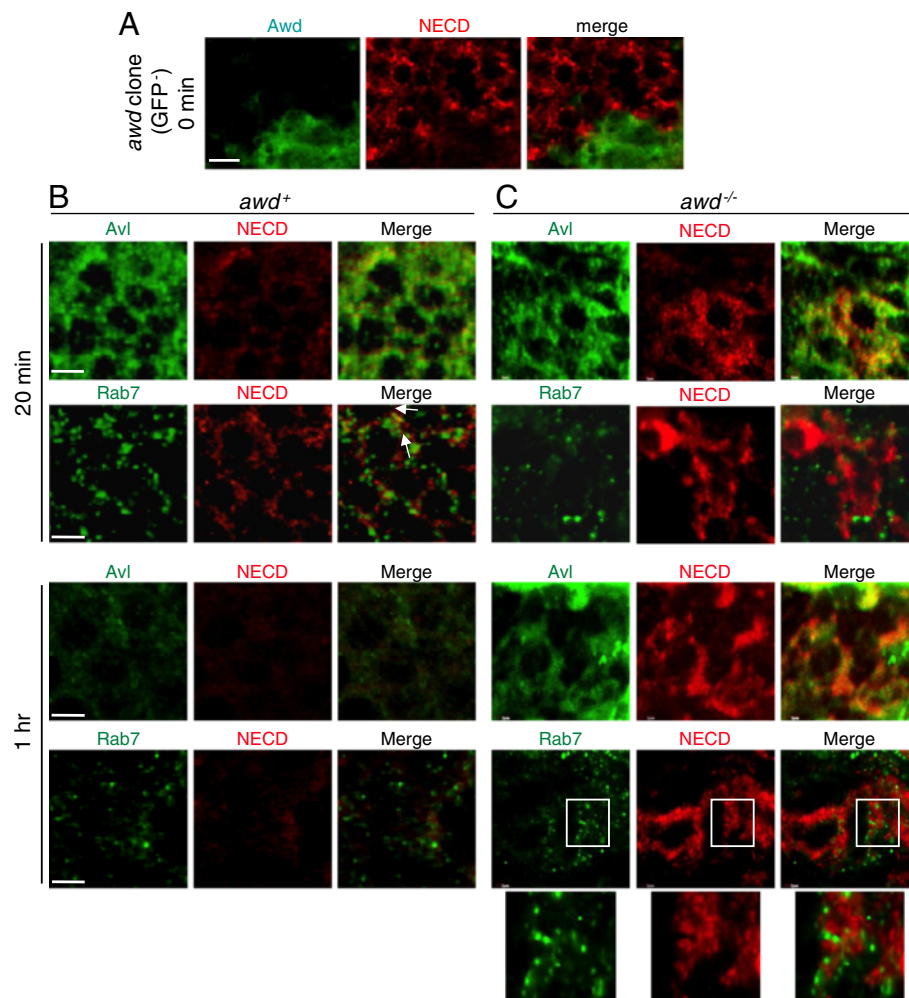 A
Awd NECD merge
awd clone
(GFP-)
0 min
B awd+
C awd-/-
Avl NECD Merge Avl NECD Merge
20 min
Rab7 NECD Merge Rab7 NECD Merge
Avl NECD Merge Avl NECD Merge
1 hr
Rab7 NECD Merge Rab7 NECD Merge